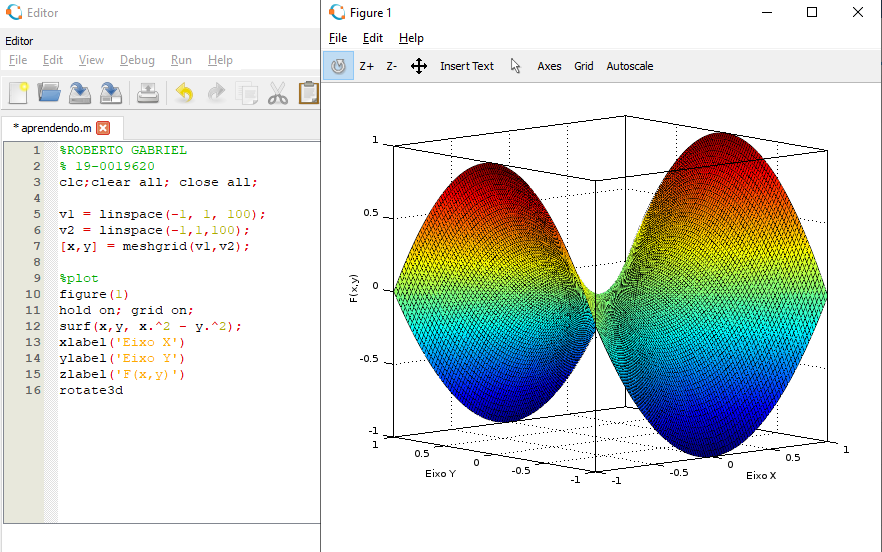 Editor
Editor
File Edit View Debug Run Help
* aprendendo.m
1 %ROBERTO GABRIEL
2 % 19-0019620
3 clc;clear all; close all;
4
5 v1 = linspace(-1, 1, 100);
6 v2 = linspace(-1,1,100);
7 [x,y] = meshgrid(v1,v2);
8
9 %plot
10 figure(1)
11 hold on; grid on;
12 surf(x,y, x.^2 - y.^2);
13 xlabel('Eixo X')
14 ylabel('Eixo Y')
15 zlabel('F(x,y)')
16 rotate3d
Figure 1
File Edit Help
Z+ Z- Insert Text Axes Grid Autoscale
1
0.5
0
-0.5
-1
F(x,y)
1
0.5
0
-0.5
-1
Eixo Y
-1
-0.5
0
0.5
1
Eixo X